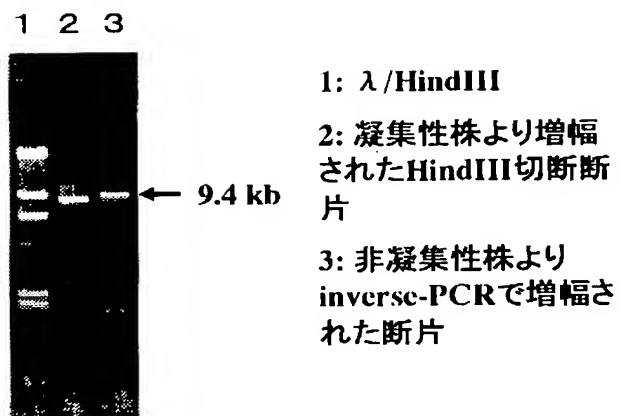 1 2 3
9.4 kb
1: λ/HindIII
2: 凝集性株より増幅
されたHindIII切断断
片
3: 非凝集性株より
inverse-PCRで増幅さ
れた断片